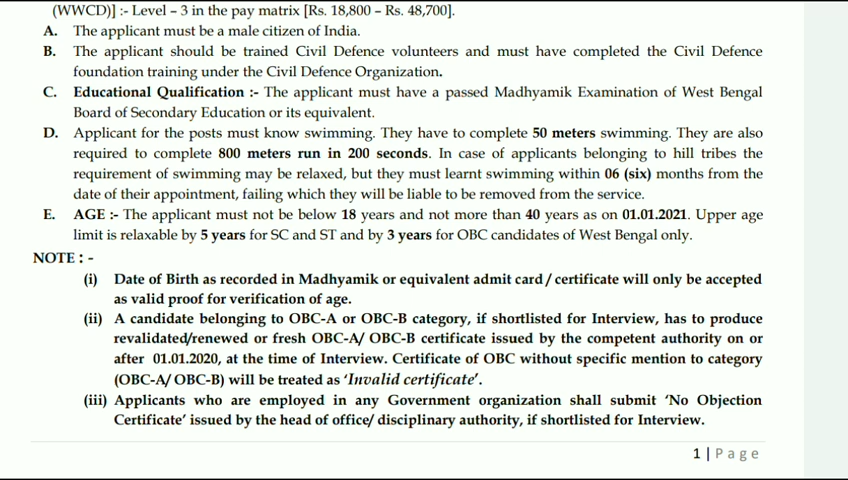 (WWCD)] :- Level – 3 in the pay matrix [Rs. 18,800 – Rs. 48,700].
A. The applicant must be a male citizen of India.
B. The applicant should be trained Civil Defence volunteers and must have completed the Civil Defence
foundation training under the Civil Defence Organization.
C. Educational Qualification :- The applicant must have a passed Madhyamik Examination of West Bengal
Board of Secondary Education or its equivalent.
D. Applicant for the posts must know swimming. They have to complete 50 meters swimming. They are also
required to complete 800 meters run in 200 seconds. In case of applicants belonging to hill tribes the
requirement of swimming may be relaxed, but they must learnt swimming within 06 (six) months from the
date of their appointment, failing which they will be liable to be removed from the service.
E. AGE :- The applicant must not be below 18 years and not more than 40 years as on 01.01.2021. Upper age
limit is relaxable by 5 years for SC and ST and by 3 years for OBC candidates of West Bengal only.
NOTE : -
(i) Date of Birth as recorded in Madhyamik or equivalent admit card / certificate will only be accepted
as valid proof for verification of age.
(ii) A candidate belonging to OBC-A or OBC-B category, if shortlisted for Interview, has to produce
revalidated/renewed or fresh OBC-A/ OBC-B certificate issued by the competent authority on or
after 01.01.2020, at the time of Interview. Certificate of OBC without specific mention to category
(OBC-A/ OBC-B) will be treated as ‘Invalid certificate’.
(iii) Applicants who are employed in any Government organization shall submit ‘No Objection
Certificate’ issued by the head of office/ disciplinary authority, if shortlisted for Interview.
1 | P a g e